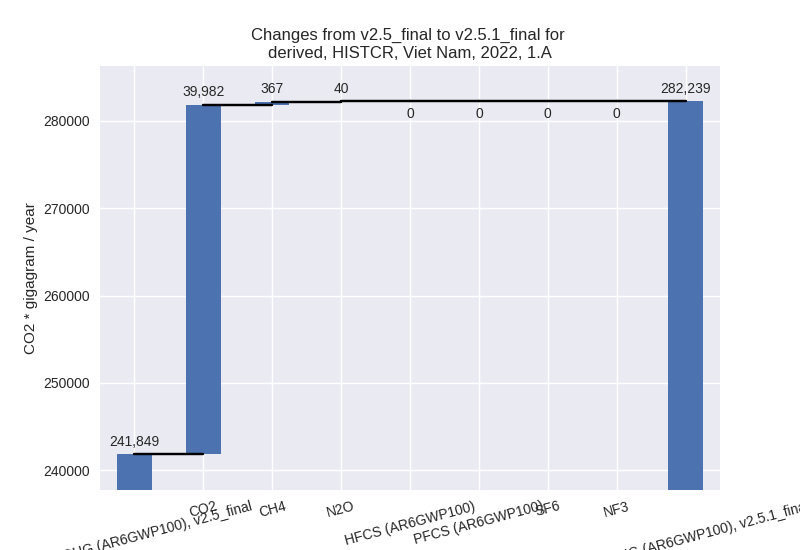 Changes from v2.5_final to v2.5.1_final for
derived, HISTCR, Viet Nam, 2022, 1.A
39,982
367
40
282,239
0
0
0
0
241,849
280000
270000
260000
250000
240000
CO2 * gigagram / year
(AR6GWP100), v2.5_final
CO2
CH4
N2O
HFCS (AR6GWP100)
PFCS (AR6GWP100)
SF6
NF3
(AR6GWP100), v2.5.1_final